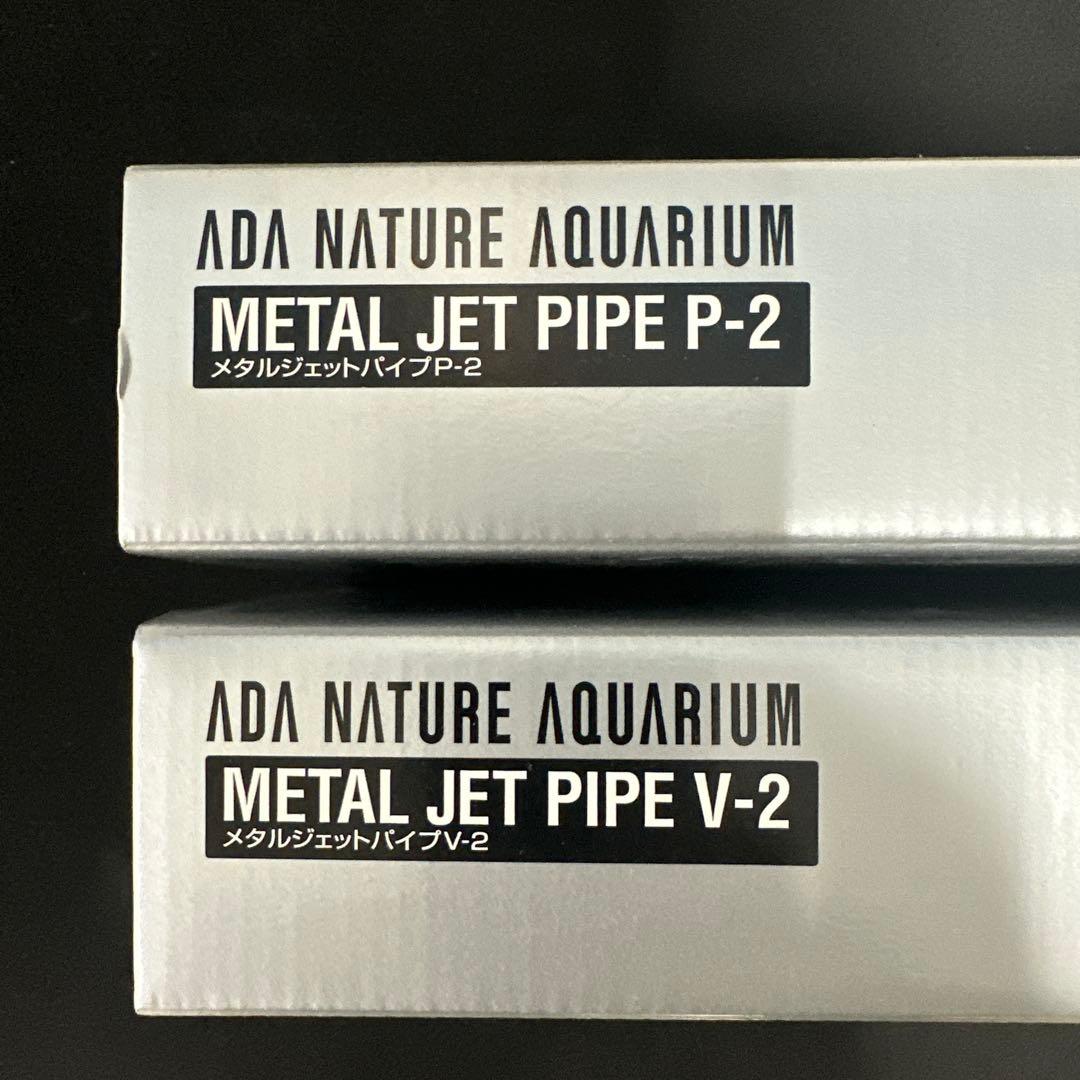 ADA NATURE AQUARIUM
METAL JET PIPE P-2
メタルジェットパイプP-2
ADA NATURE AQUARIUM
METAL JET PIPE V-2
メタルジェットパイプV-2